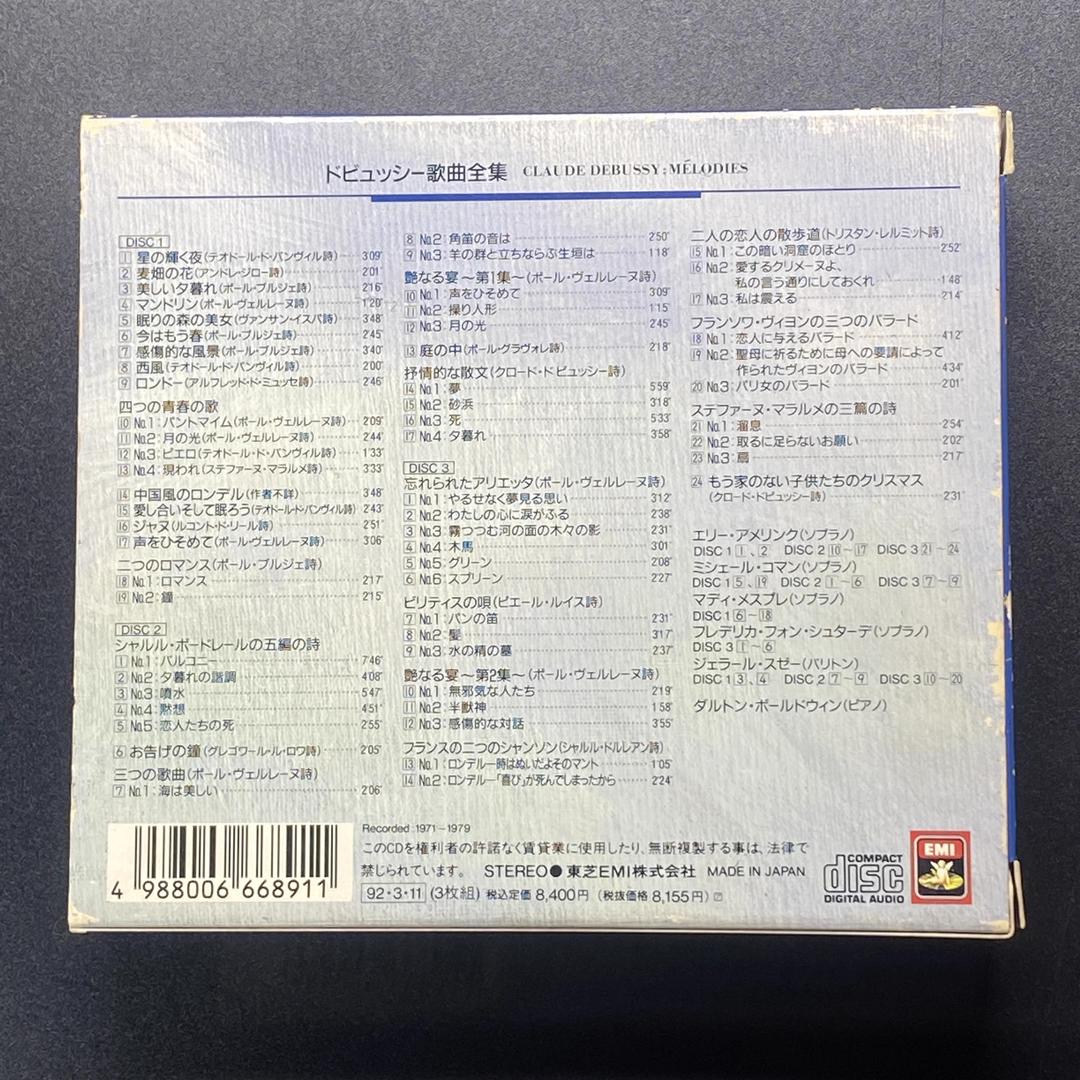 ドビュッシー歌曲全集 CLAUDE DEBUSSY : MÉLODIES
DISC 1
1 星の輝く夜(テオドール・ド・バンヴィル詩) 3'09"
2 麦畑の花(アンドレ・ジロー詩) 2'01"
3 美しい夕暮れ(ポール・ブルジェ詩) 2'16"
4 マンドリン(ポール・ヴェルレーヌ詩) 1'20"
5 眠りの森の美女(ヴァンサン・イスパ詩) 3'48"
6 今はもう春(ポール・ブルジェ詩) 2'45"
7 感傷的な風景(ポール・ブルジェ詩) 3'40"
8 西風(テオドール・ド・バンヴィル詩) 2'00"
9 ロンドー(アルフレッド・ド・ミュッセ詩) 2'46"
四つの青春の歌
10 No.1:パントマイム(ポール・ヴェルレーヌ詩) 2'09"
11 No.2:月の光(ポール・ヴェルレーヌ詩) 2'44"
12 No.3:ピエロ(テオドール・ド・バンヴィル詩) 1'33"
13 No.4:現われ(ステファーヌ・マラルメ詩) 3'33"
14 中国風のロンデル(作者不詳) 3'48"
15 愛し合いそして眠ろう(テオドール・ド・バンヴィル詩) 2'43"
16 ジャヌ(ルコント・ド・リール詩) 2'51"
17 声をひそめて(ポール・ヴェルレーヌ詩) 3'06"
二つのロマンス(ポール・ブルジェ詩)
18 No.1:ロマンス 2'17"
19 No.2:鐘 2'15"
DISC 2
シャルル・ボードレールの五編の詩
1 No.1:バルコニー 7'46"
2 No.2:夕暮れの諧調 4'08"
3 No.3:噴水 5'47"
4 No.4:黙想 4'51"
5 No.5:恋人たちの死 2'55"
6 お告げの鐘(グレゴワール・ル・ロワ詩) 2'05"
三つの歌曲(ポール・ヴェルレーヌ詩)
7 No.1:海は美しい 2'06"
8 No.2:角笛の音は 2'50"
9 No.3:羊の群と立ちならぶ生垣は 1'18"
艶なる宴〜第1集〜(ポール・ヴェルレーヌ詩)
10 No.1:声をひそめて 3'09"
11 No.2:操り人形 1'15"
12 No.3:月の光 2'45"
13 庭の中(ポール・グラヴォレ詩) 2'18"
抒情的な散文(クロード・ドビュッシー詩)
14 No.1:夢 5'59"
15 No.2:砂浜 3'18"
16 No.3:死 5'33"
17 No.4:夕暮れ 3'58"
DISC 3
忘れられたアリエッタ(ポール・ヴェルレーヌ詩)
1 No.1:やるせなく夢見る思い 3'12"
2 No.2:わたしの心に涙がふる 2'38"
3 No.3:霧つつむ河の面の木々の影 2'31"
4 No.4:木馬 3'01"
5 No.5:グリーン 2'08"
6 No.6:スプリーン 2'27"
ビリティスの唄(ピエール・ルイス詩)
7 No.1:パンの笛 2'31"
8 No.2:髪 3'17"
9 No.3:水の精の墓 2'37"
艶なる宴〜第2集〜(ポール・ヴェルレーヌ詩)
10 No.1:無邪気な人たち 2'19"
11 No.2:半獣神 1'58"
12 No.3:感傷的な対話 3'55"
フランスの二つのシャンソン(シャルル・ドルレアン詩)
13 No.1:ロンデル—時はぬいだよそのマント 1'05"
14 No.2:ロンデル—「喜び」が死んでしまったから 2'24"
二人の恋人の散歩道(トリスタン・レルミット詩)
15 No.1:この暗い洞窟のほとり 2'52"
16 No.2:愛するクリメーヌよ、
私の言う通りにしておくれ 1'48"
17 No.3:私は震える 2'14"
フランソワ・ヴィヨンの三つのバラード
18 No.1:恋人に与えるバラード 4'12"
19 No.2:聖母に祈るために母への要請によって
作られたヴィヨンのバラード 4'34"
20 No.3:パリ女のバラード 2'01"
ステファーヌ・マラルメの三篇の詩
21 No.1:溜息 2'54"
22 No.2:取るに足らないお願い 2'02"
23 No.3:扇 2'17"
24 もう家のない子供たちのクリスマス
(クロード・ドビュッシー詩) 2'31"
エリー・アメリンク(ソプラノ)
DISC 1 1、2 DISC 2 10〜17 DISC 3 21〜24
ミシェール・コマン(ソプラノ)
DISC 1 5、19 DISC 2 1〜6 DISC 3 7〜9
マディ・メスプレ(ソプラノ)
DISC 1 6〜18
フレデリカ・フォン・シュターデ(ソプラノ)
DISC 3 1〜6
ジェラール・スゼー(バリトン)
DISC 1 3、4 DISC 2 7〜9 DISC 3 10〜20
ダルトン・ボールドウィン(ピアノ)
Recorded:1971〜1979
このCDを権利者の許諾なく賃貸業に使用したり、無断複製する事は、法律で
禁じられています。 STEREO● 東芝EMI株式会社 MADE IN JAPAN
92・3・11 (3枚組) 税込定価 8,400円 (税抜価格 8,155円)
4 988006 668911
COMPACT
disc
DIGITAL AUDIO
EMI